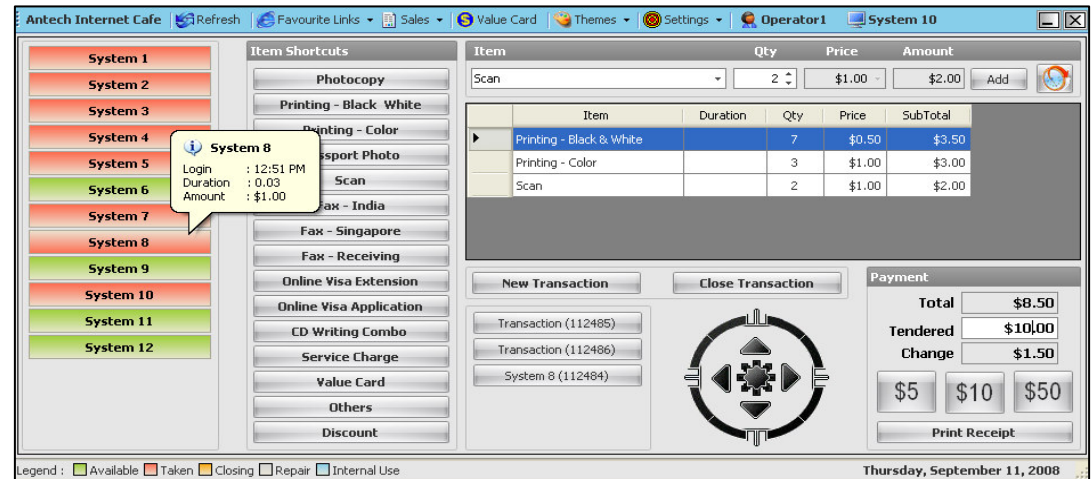 Antech Internet Cafe Refresh Favourite Links Sales Value Card Themes Settings Operator1 System 10
System 1
System 2
System 3
System 4
System 5
System 6
System 7
System 8
System 9
System 10
System 11
System 12
System 8
Login : 12:51 PM
Duration : 0.03
Amount : $1.00
Item Shortcuts
Photocopy
Printing - Black White
Printing - Color
ssport Photo
Scan
Fax - India
Fax - Singapore
Fax - Receiving
Online Visa Extension
Online Visa Application
CD Writing Combo
Service Charge
Value Card
Others
Discount
Item Qty Price Amount
Scan 2 $1.00 $2.00 Add
Item Duration Qty Price SubTotal
Printing - Black & White 7 $0.50 $3.50
Printing - Color 3 $1.00 $3.00
Scan 2 $1.00 $2.00
New Transaction Close Transaction
Transaction (112485)
Transaction (112486)
System 8 (112484)
Payment
Total $8.50
Tendered $10.00
Change $1.50
$5 $10 $50
Print Receipt
Legend : Available Taken Closing Repair Internal Use Thursday, September 11, 2008